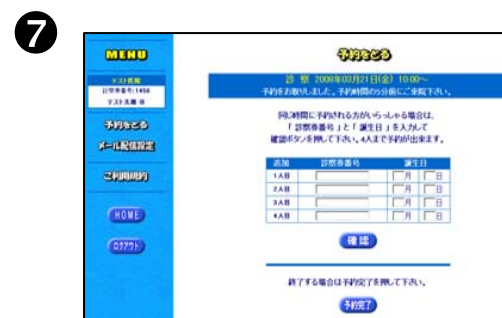 7
MENU
テスト医院
診察券番号:1456
テスト太郎 様
予約をとる
メール配信設定
ご利用規約
HOME
ログアウト
予約をとる
診 察 2008年03月21日(金) 10:00～
予約をお取りしました。予約時間の5分前にご来院下さい。
同じ時間に予約される方がいらっしゃる場合は、
「 診察券番号 」と「 誕生日 」を入力して
確認ボタンを押して下さい。4人まで予約が出来ます。
追加 診察券番号 誕生日
1人目 月 日
2人目 月 日
3人目 月 日
4人目 月 日
確認
終了する場合は予約完了を押して下さい。
予約完了